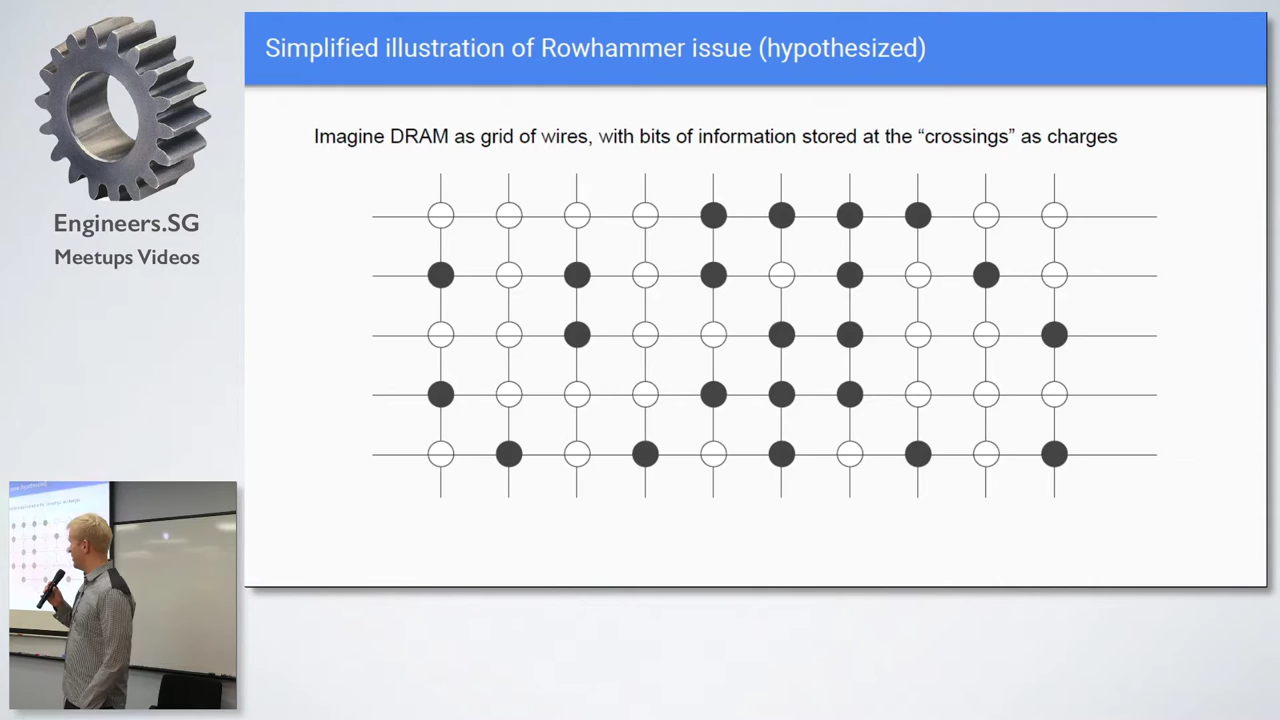 Simplified illustration of Rowhammer issue (hypothesized)
Imagine DRAM as grid of wires, with bits of information stored at the “crossings” as charges
Engineers.SG
Meetups Videos